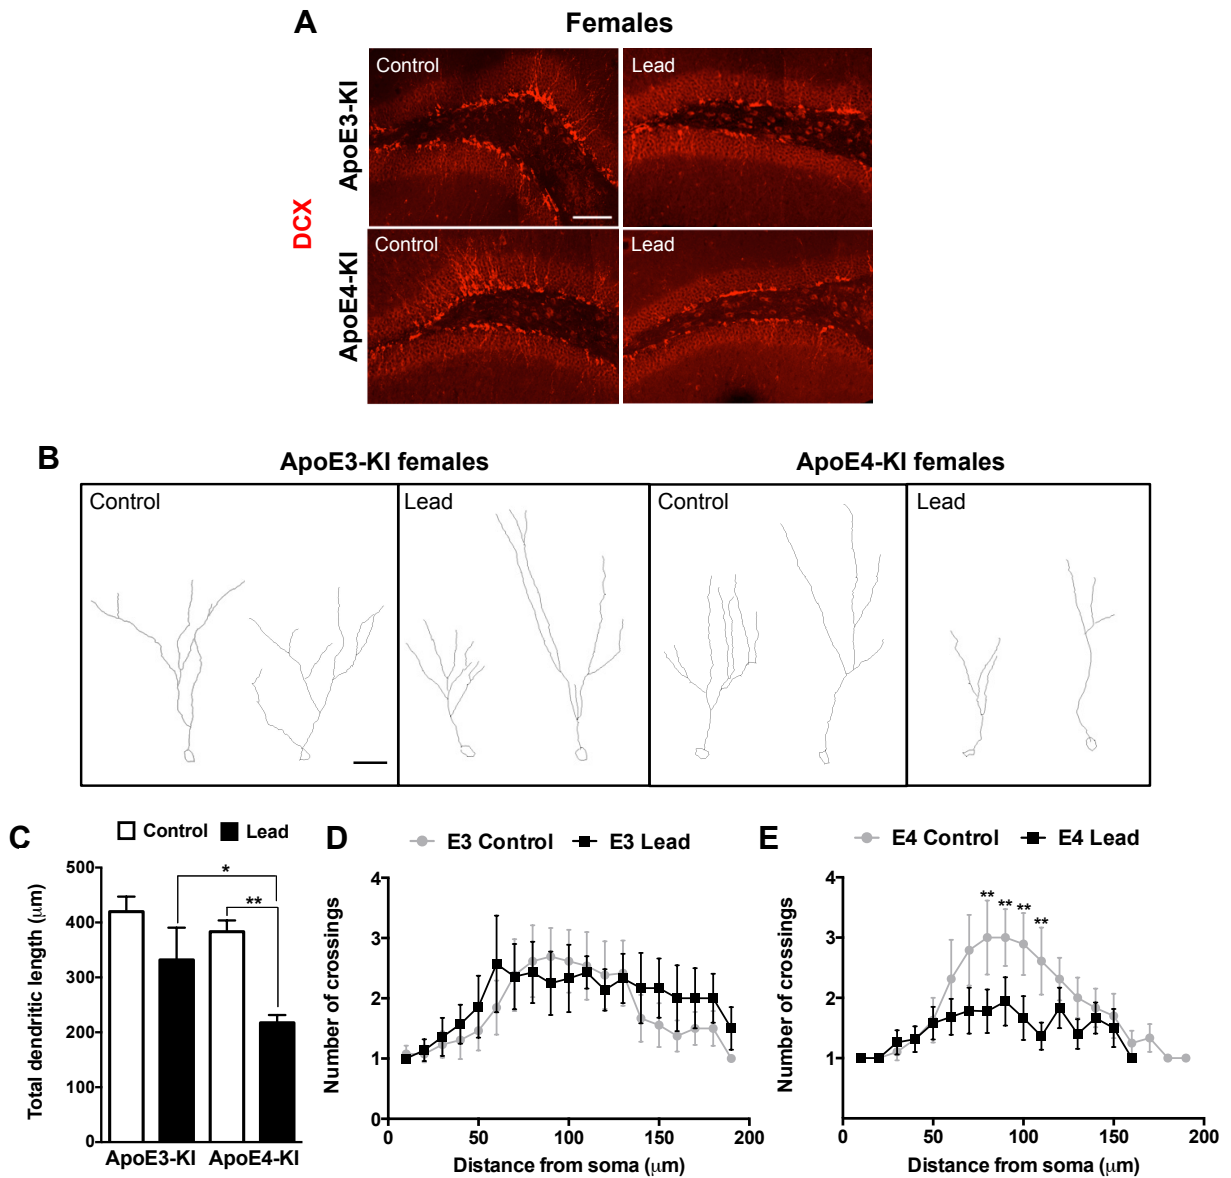 A
Females
Control
Lead
ApoE3-KI
DCX
Control
Lead
ApoE4-KI
B
ApoE3-KI females
ApoE4-KI females
Control
Lead
Control
Lead
C
Control
Lead
Total dendritic length (μm)
500
400
300
200
100
0
*
**
ApoE3-KI
ApoE4-KI
D
E3 Control
E3 Lead
Number of crossings
4
3
2
1
0
0
50
100
150
200
Distance from soma (μm)
E
E4 Control
E4 Lead
Number of crossings
4
3
2
1
** ** ** **
0
50
100
150
200
Distance from soma (μm)